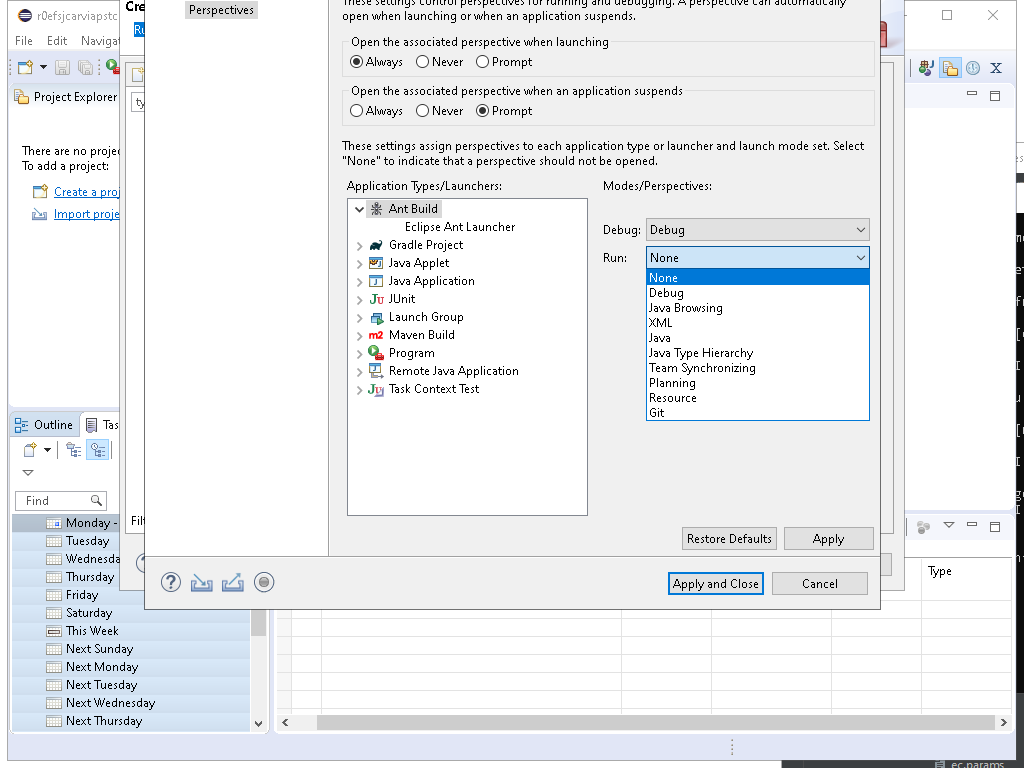 r0efsjcarviapstc
Cre
Perspectives
These settings control perspectives for running and debugging. A perspective can automatically
open when launching or when an application suspends.
File Edit Navigat
Open the associated perspective when launching
Always Never Prompt
Project Explorer
Open the associated perspective when an application suspends
Always Never Prompt
There are no projec
To add a project:
Create a proj
Import proje
These settings assign perspectives to each application type or launcher and launch mode set. Select
"None" to indicate that a perspective should not be opened.
Application Types/Launchers:
Modes/Perspectives:
Ant Build
Eclipse Ant Launcher
Gradle Project
Java Applet
Java Application
JUnit
Launch Group
Maven Build
Program
Remote Java Application
Task Context Test
Debug: Debug
Run: None
None
Debug
Java Browsing
XML
Java
Java Type Hierarchy
Team Synchronizing
Planning
Resource
Git
Outline Tas
Find
Filt
Restore Defaults Apply
Apply and Close Cancel
Monday -
Tuesday
Wednesda
Thursday
Friday
Saturday
This Week
Next Sunday
Next Monday
Next Tuesday
Next Wednesday
Next Thursday
Type
ec.params